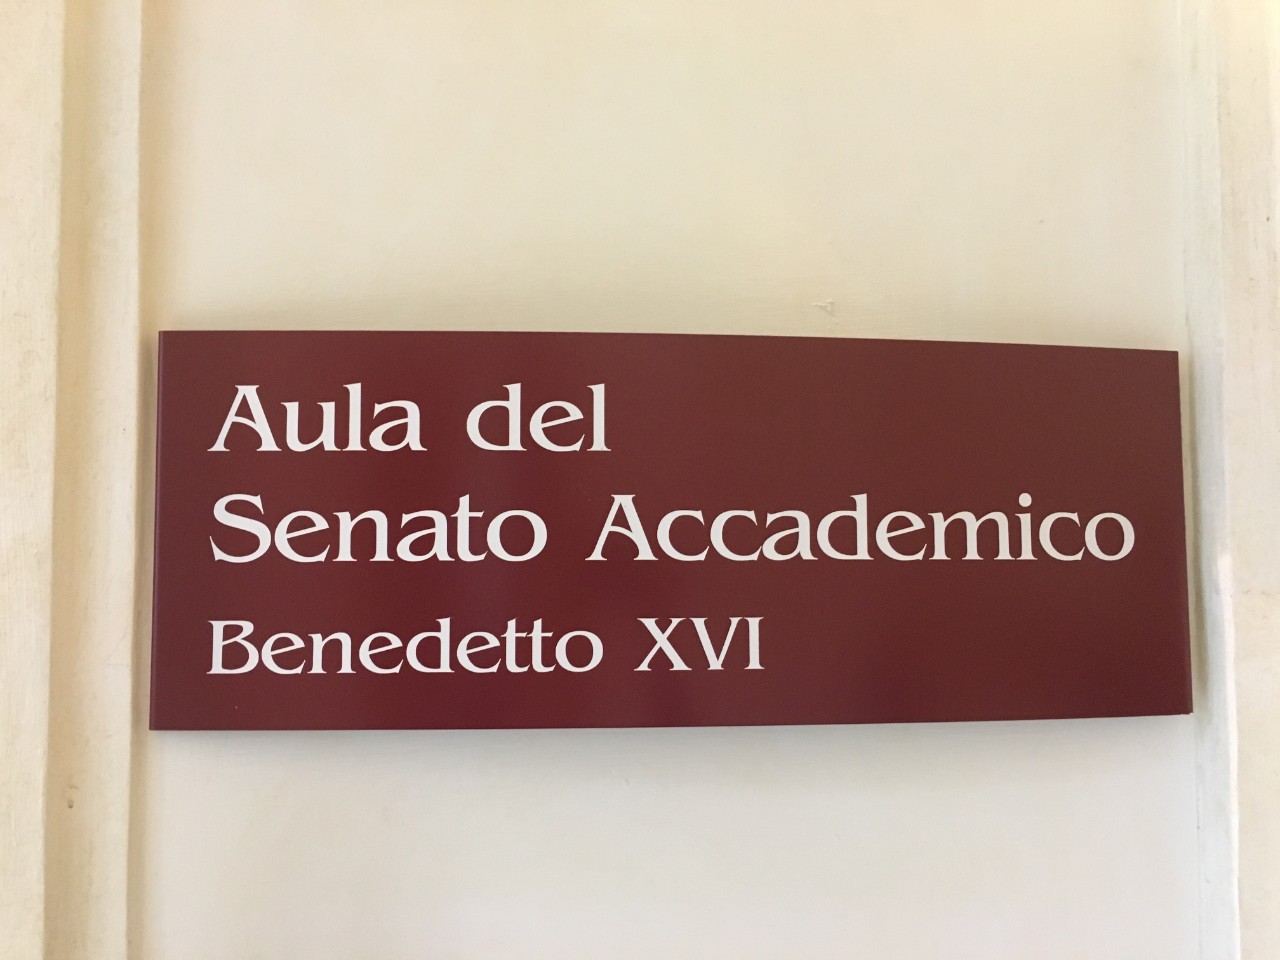 Aula del
Senato Accademico
Benedetto XVI